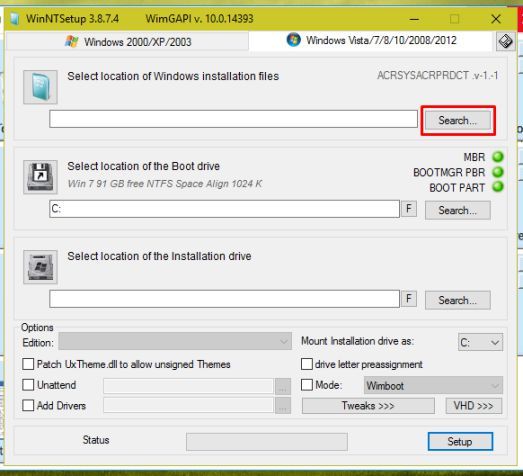 WinNTSetup 3.8.7.4 WimGAPI v. 10.0.14393
Windows 2000/XP/2003 Windows Vista/7/8/10/2008/2012
Select location of Windows installation files ACRSYSACRPRDCT .v-1.-1
Search...
Select location of the Boot drive
Win 7 91 GB free NTFS Space Align 1024 K
MBR
BOOTMGR PBR
BOOT PART
C: F Search...
Select location of the Installation drive
F Search...
Options
Edition: Mount Installation drive as: C:
Patch UxTheme.dll to allow unsigned Themes drive letter preassignment
Unattend ... Mode: Wimboot
Add Drivers ... Tweaks >>> VHD >>>
Status Setup